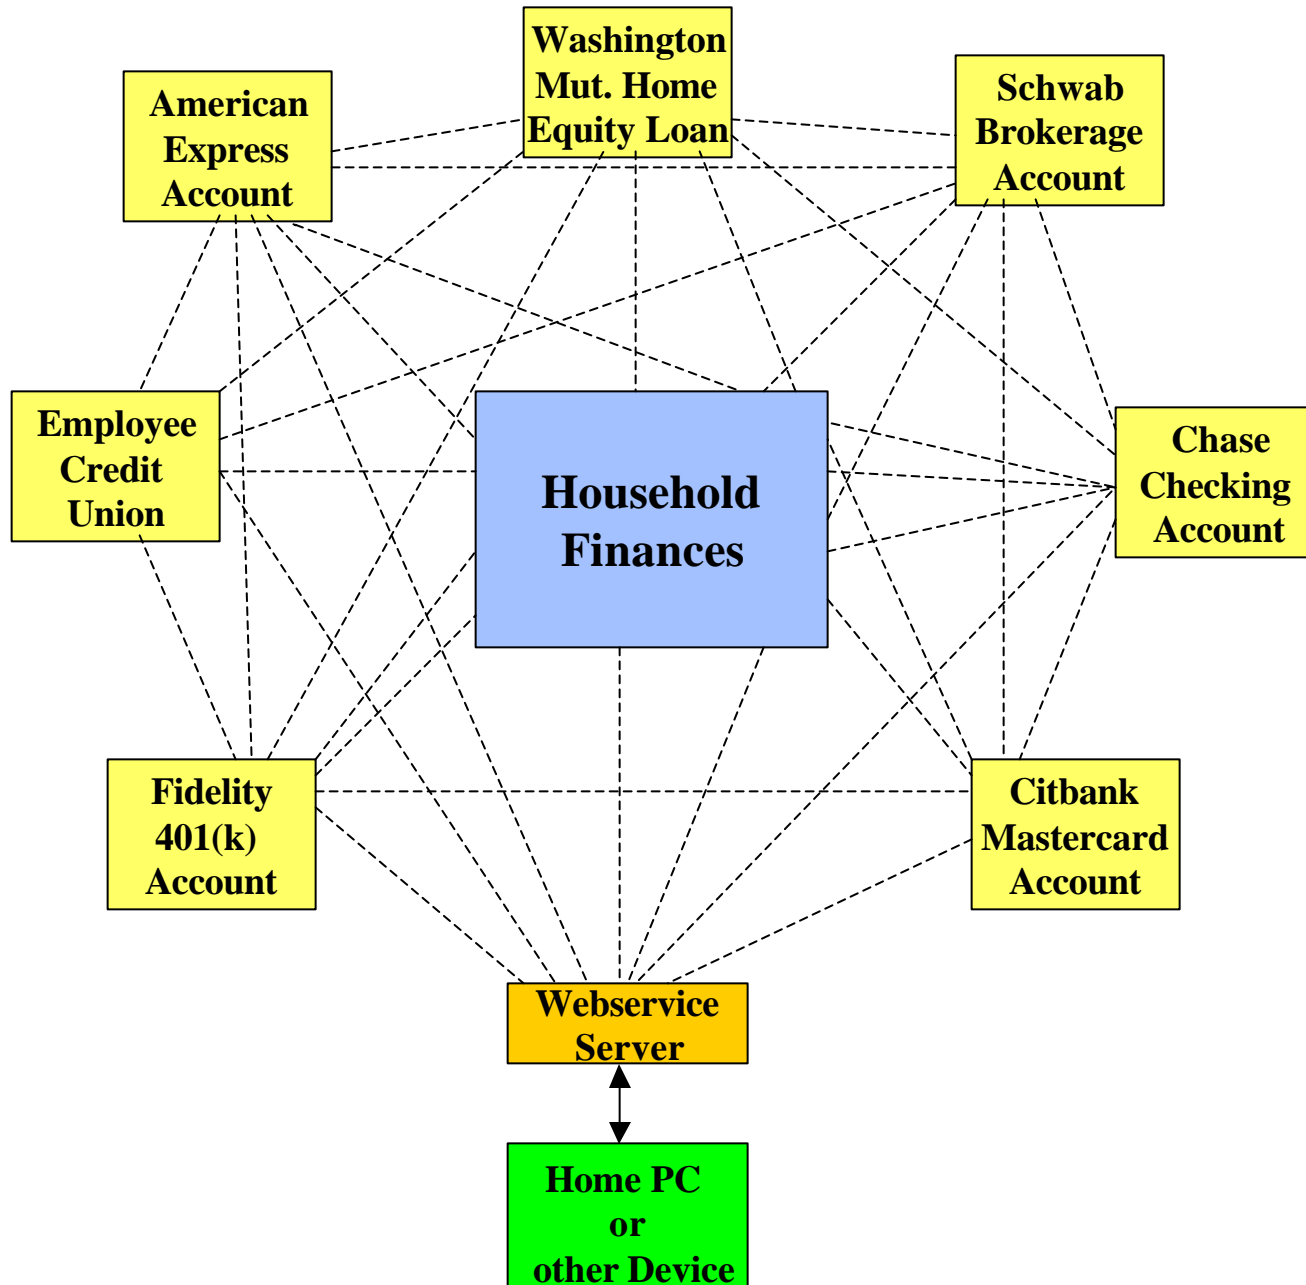 Washington
Mut. Home
Equity Loan
American
Express
Account
Schwab
Brokerage
Account
Employee
Credit
Union
Household
Finances
Chase
Checking
Account
Fidelity
401(k)
Account
Citbank
Mastercard
Account
Webservice
Server
Home PC
or
other Device